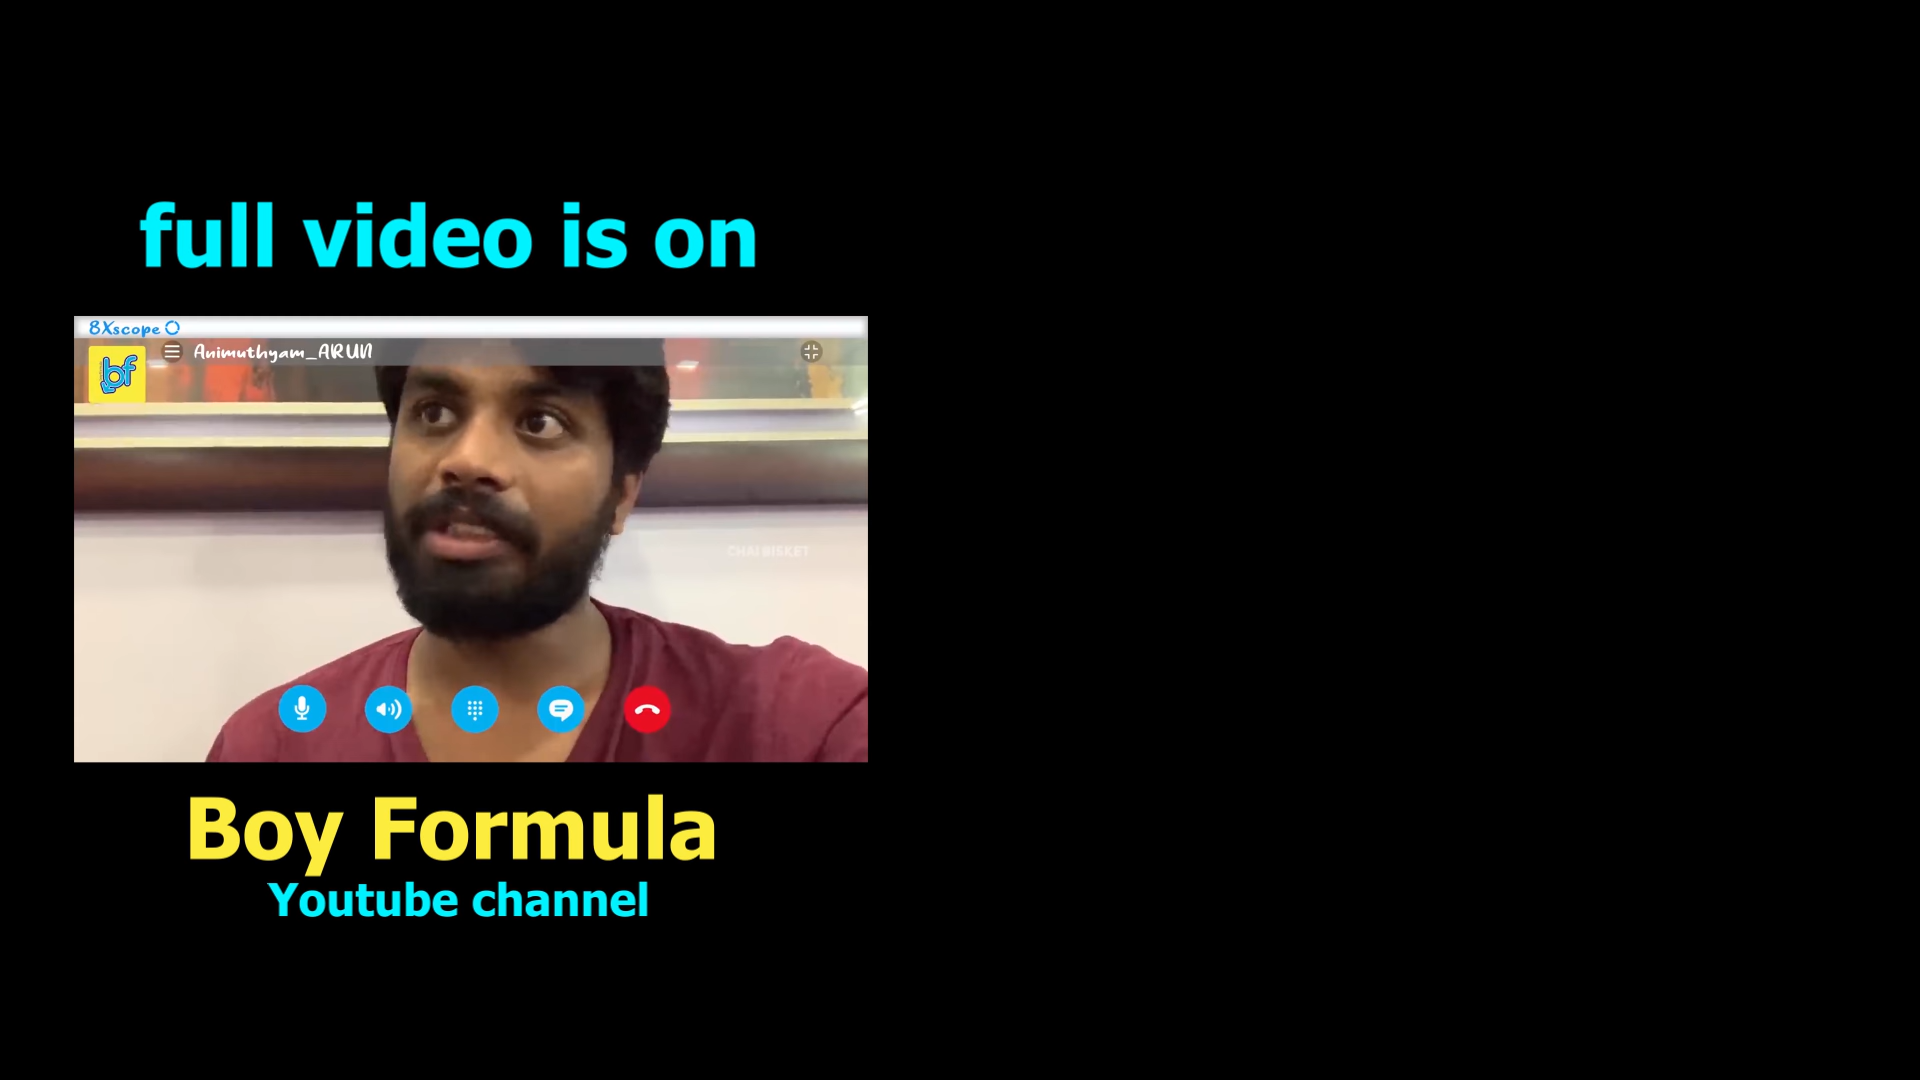 full video is on
8Xscope
bf
Animuthyam_ARUN
CHAI BISKET
Boy Formula
Youtube channel